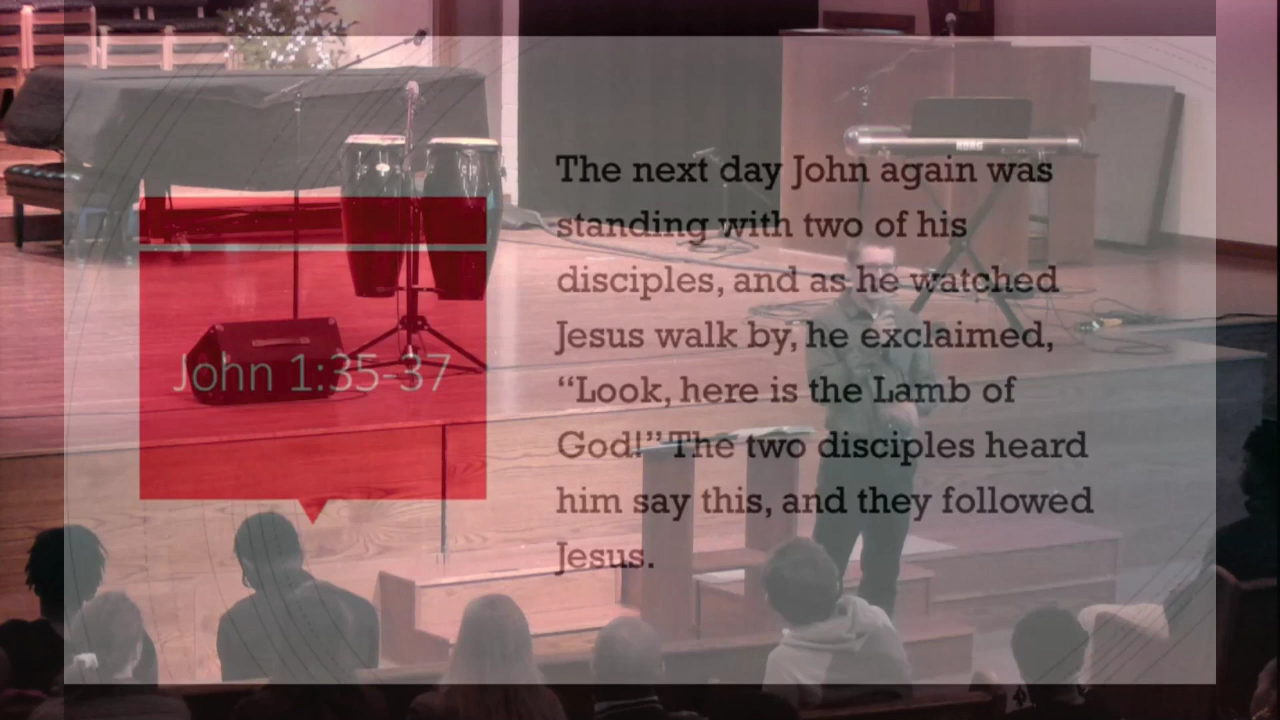 John 1:35-37
The next day John again was
standing with two of his
disciples, and as he watched
Jesus walk by, he exclaimed,
“Look, here is the Lamb of
God!” The two disciples heard
him say this, and they followed
Jesus.
KORG